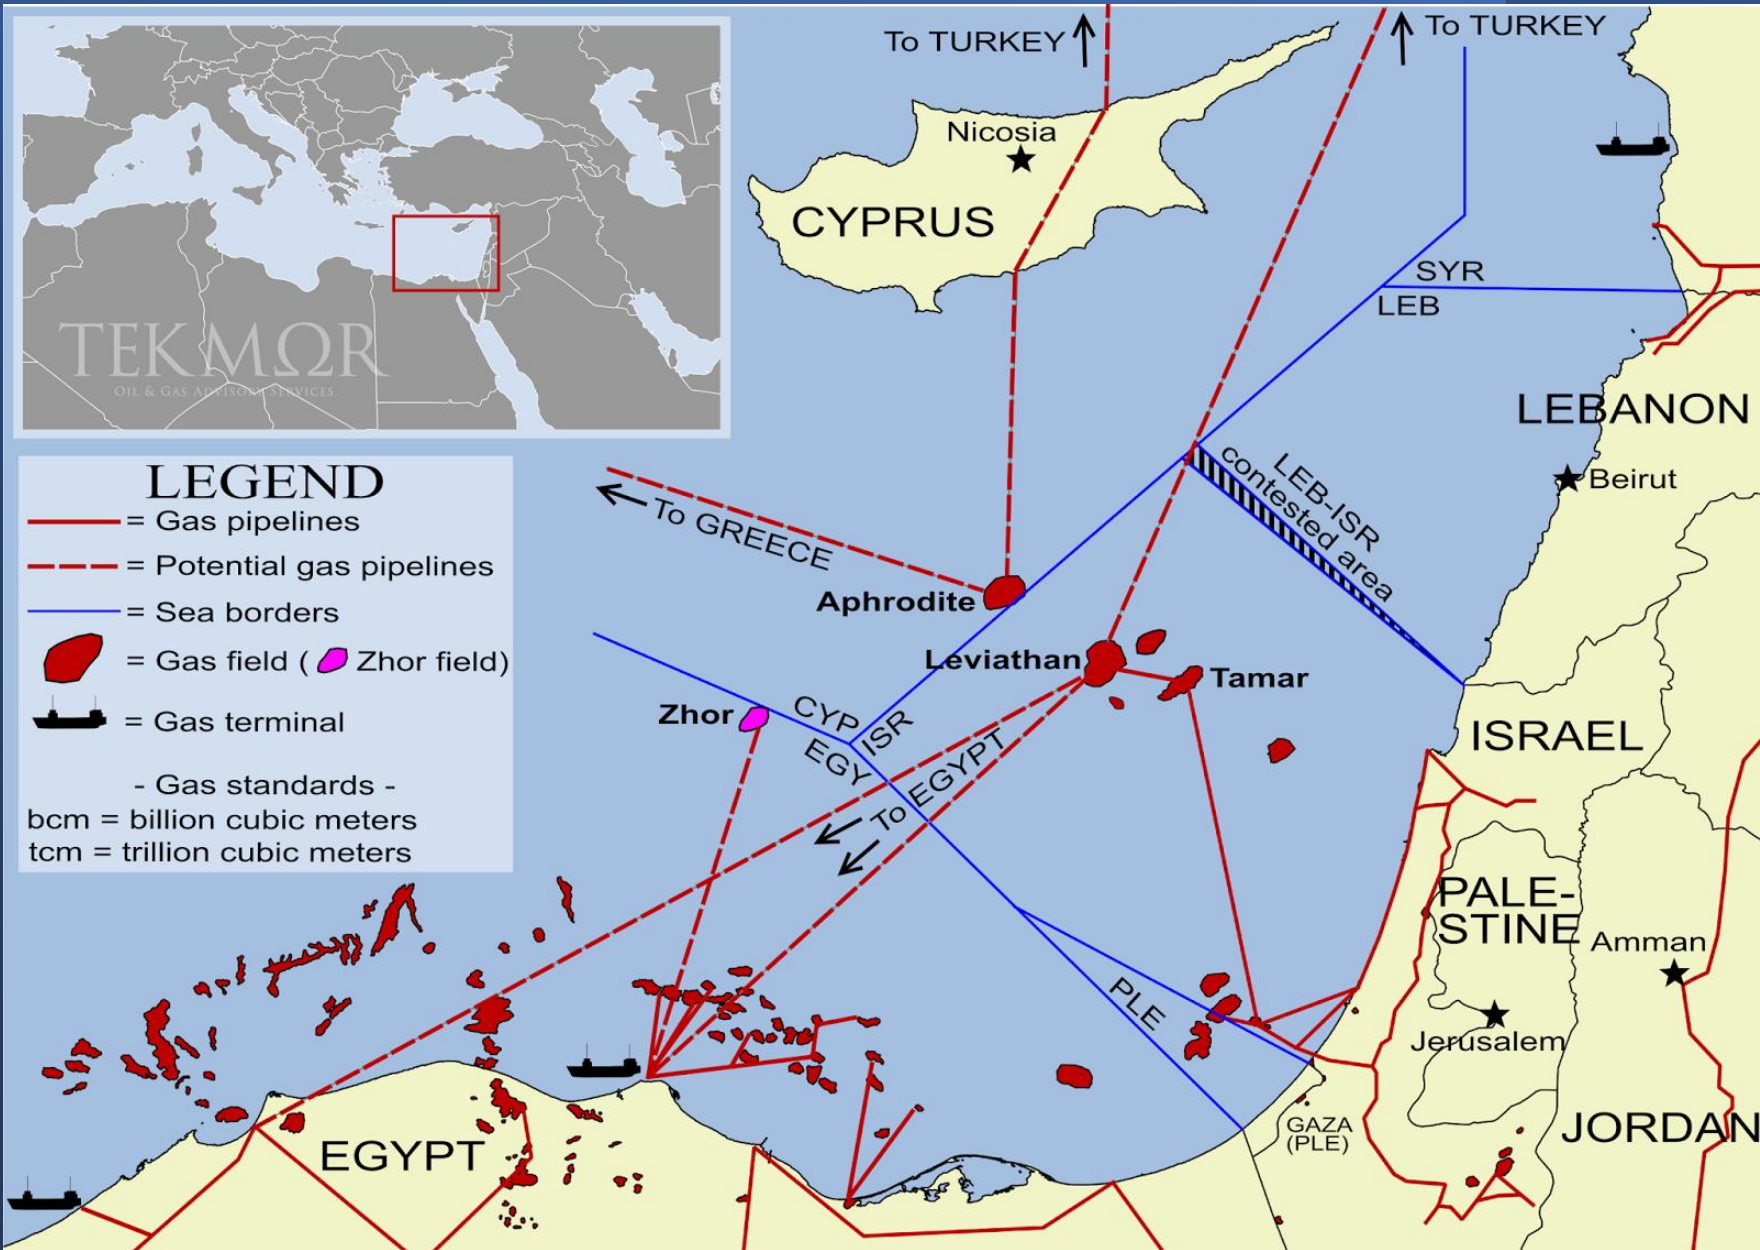 TEKMΩR
OIL & GAS ADVISORY SERVICES
LEGEND
= Gas pipelines
= Potential gas pipelines
= Sea borders
= Gas field ( Zhor field)
= Gas terminal
- Gas standards -
bcm = billion cubic meters
tcm = trillion cubic meters
To TURKEY
To TURKEY
Nicosia
CYPRUS
SYR
LEB
LEBANON
Beirut
LEB-ISR
contested area
To GREECE
Aphrodite
Leviathan
Tamar
Zhor
CYP
ISR
EGY
To EGYPT
ISRAEL
PALE-
STINE
Amman
PLE
Jerusalem
GAZA
(PLE)
JORDAN
EGYPT